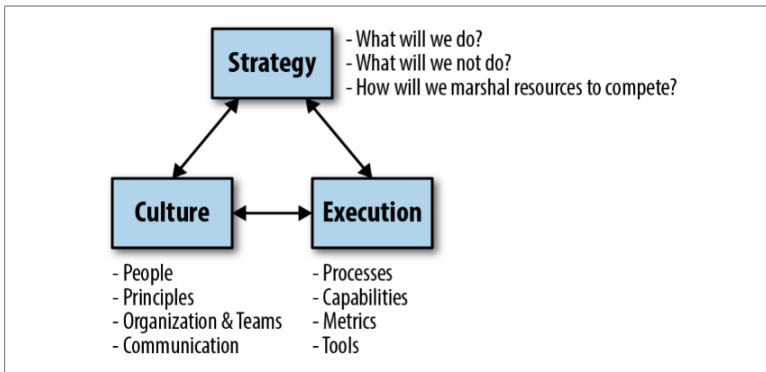 Strategy
- What will we do?
- What will we not do?
- How will we marshal resources to compete?
Culture
Execution
- People
- Principles
- Organization & Teams
- Communication
- Processes
- Capabilities
- Metrics
- Tools